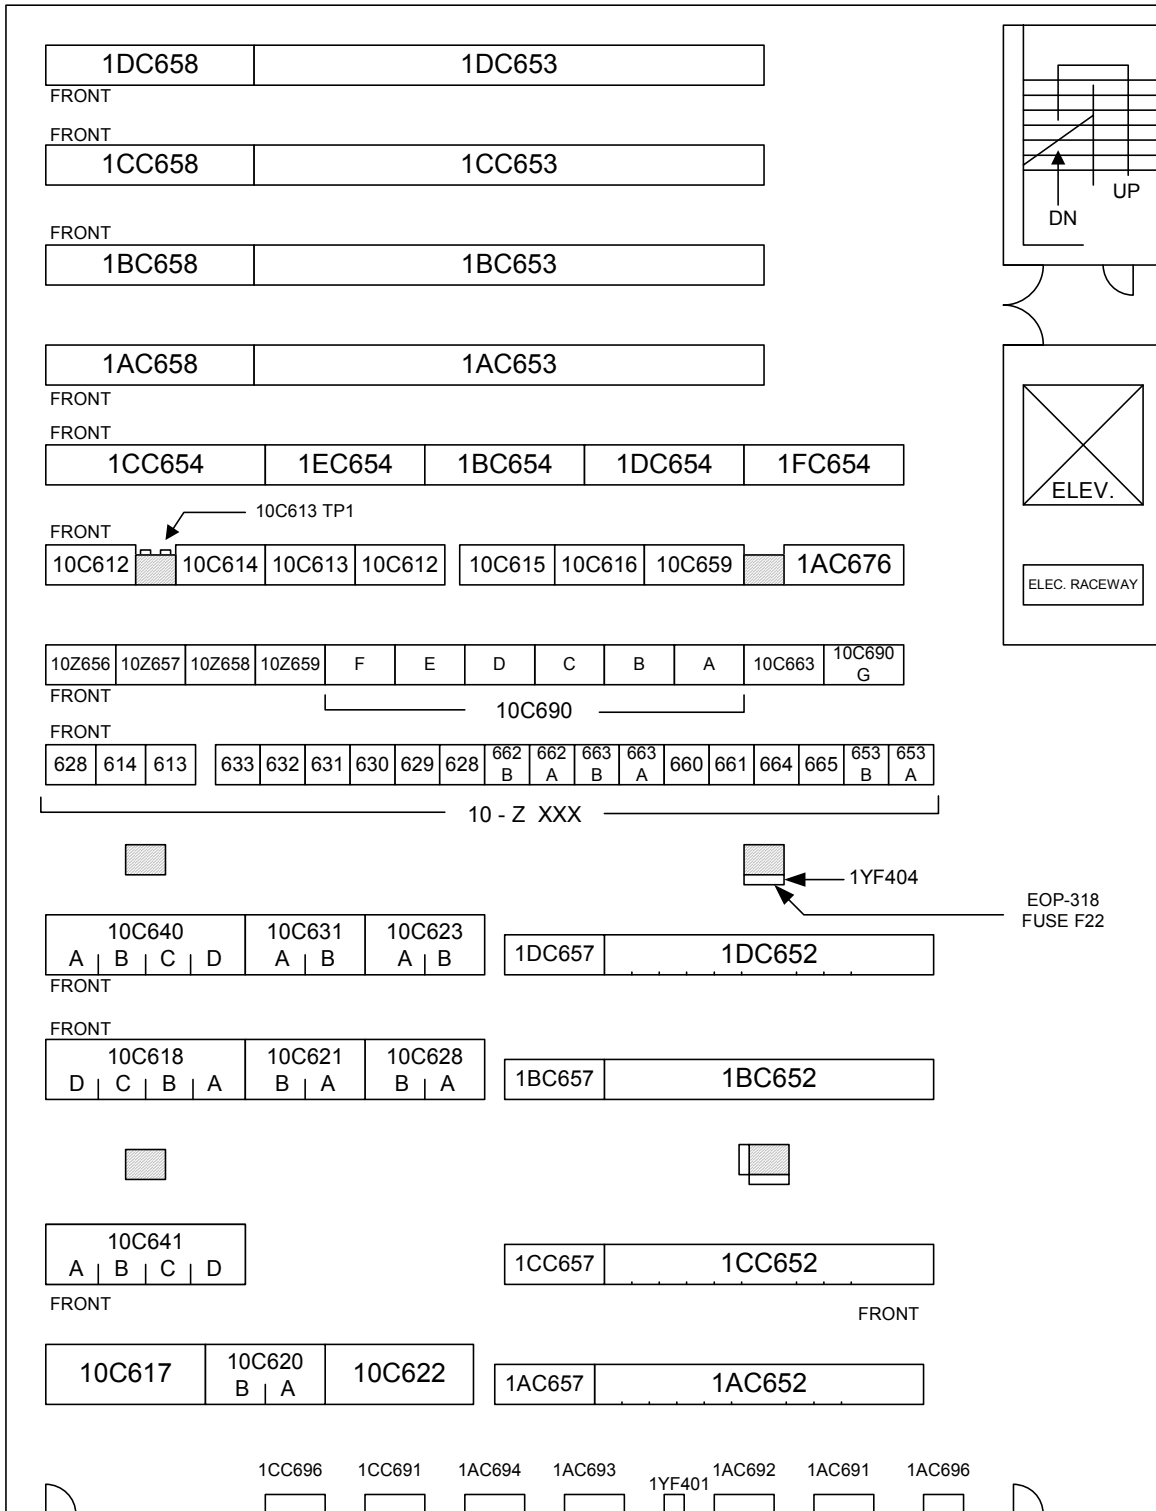 1DC658 1DC653
FRONT
FRONT
1CC658 1CC653
UP
DN
FRONT
1BC658 1BC653
1AC658 1AC653
FRONT
FRONT
1CC654 1EC654 1BC654 1DC654 1FC654
ELEV.
10C613 TP1
FRONT
10C612 10C614 10C613 10C612 10C615 10C616 10C659 1AC676
ELEC. RACEWAY
10Z656 10Z657 10Z658 10Z659 F E D C B A 10C663 10C690
G
FRONT
10C690
FRONT
628 614 613 633 632 631 630 629 628 662 662 663 663 660 661 664 665 653 653
B A B A B A
10 - Z XXX
1YF404
EOP-318
FUSE F22
10C640 10C631 10C623
A B C D A B A B
1DC657 1DC652
FRONT
FRONT
10C618 10C621 10C628
D C B A B A B A
1BC657 1BC652
10C641
A B C D
1CC657 1CC652
FRONT
FRONT
10C617 10C620 10C622
B A
1AC657 1AC652
1CC696 1CC691 1AC694 1AC693 1YF401 1AC692 1AC691 1AC696